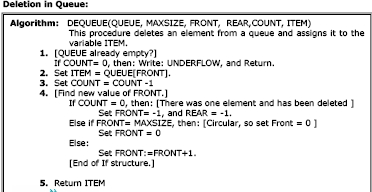 Deletion in Queue:
Algorithm: DEQUEUE(QUEUE, MAXSIZE, FRONT, REAR,COUNT, ITEM)
This procedure deletes an element from a queue and assigns it to the
variable ITEM.
1. [QUEUE already empty?]
If COUNT= 0, then: Write: UNDERFLOW, and Return.
2. Set ITEM = QUEUE[FRONT].
3. Set COUNT = COUNT -1
4. [Find new value of FRONT.]
If COUNT = 0, then: [There was one element and has been deleted ]
Set FRONT= -1, and REAR = -1.
Else if FRONT= MAXSIZE, then: [Circular, so set Front = 0 ]
Set FRONT = 0
Else:
Set FRONT:=FRONT+1.
[End of If structure.]
5. Return ITEM